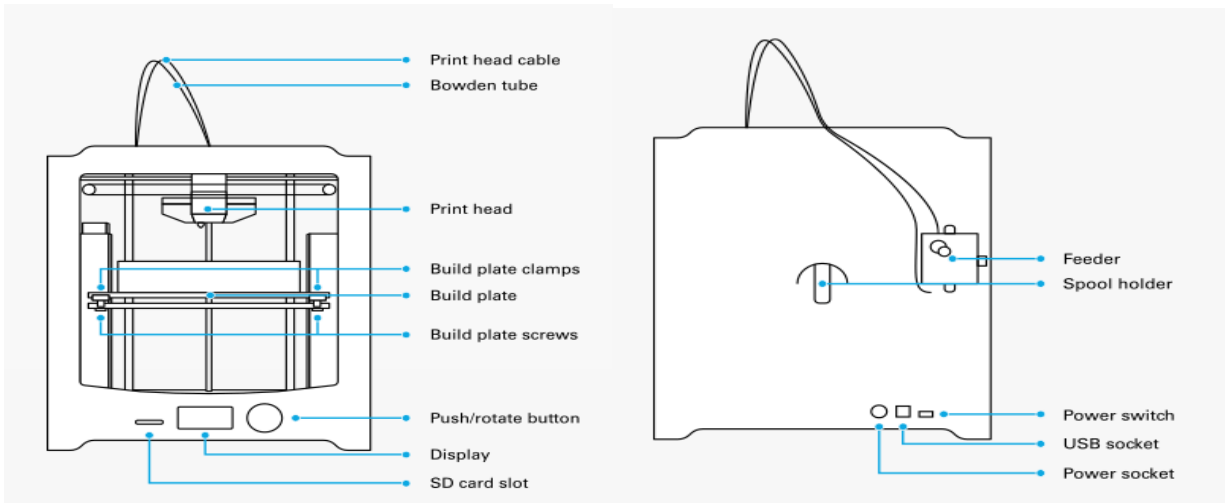 Print head cable
Bowden tube
Print head
Build plate clamps
Build plate
Build plate screws
Push/rotate button
Display
SD card slot
Feeder
Spool holder
Power switch
USB socket
Power socket